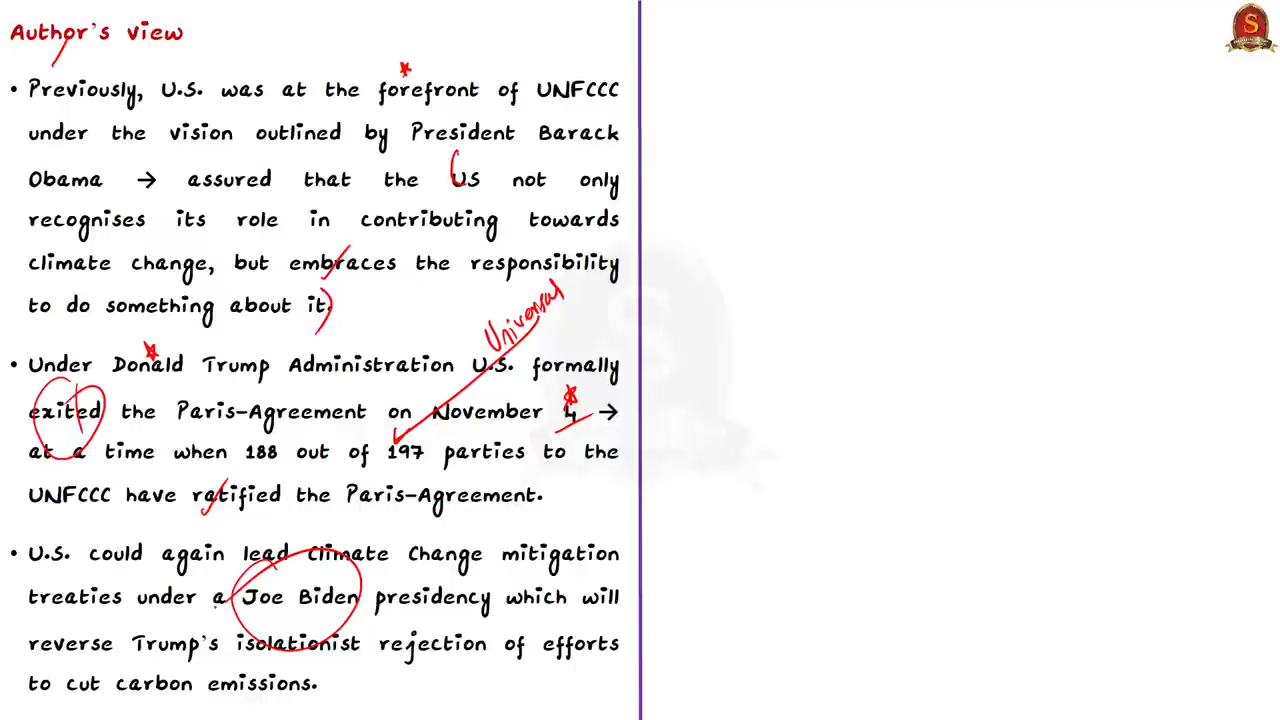 Author's view
• Previously, U.S. was at the forefront of UNFCCC
under the vision outlined by President Barack
Obama → assured that the US not only
recognises its role in contributing towards
climate change, but embraces the responsibility
to do something about it.
Universal
• Under Donald Trump Administration U.S. formally
exited the Paris-Agreement on November 4 →
at a time when 188 out of 197 parties to the
UNFCCC have ratified the Paris-Agreement.
• U.S. could again lead Climate Change mitigation
treaties under a Joe Biden presidency which will
reverse Trump's isolationist rejection of efforts
to cut carbon emissions.
S